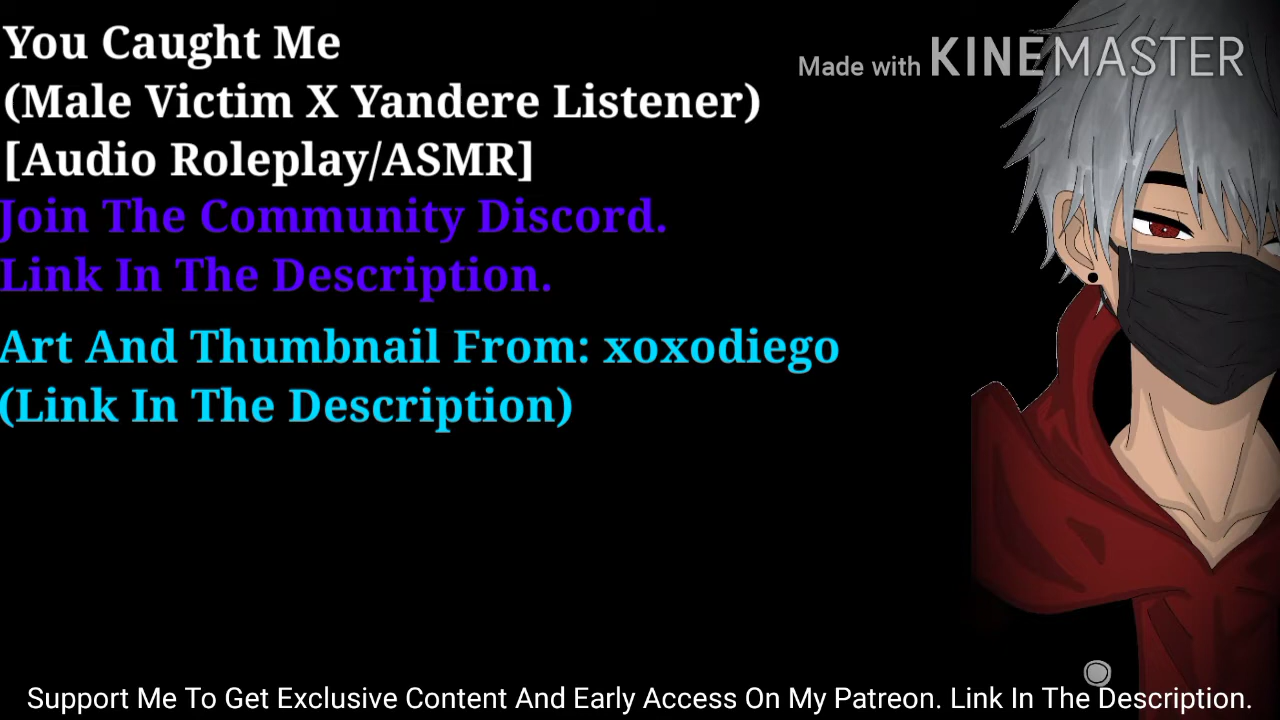 You Caught Me
(Male Victim X Yandere Listener)
[Audio Roleplay/ASMR]
Join The Community Discord.
Link In The Description.
Art And Thumbnail From: xoxodiego
(Link In The Description)
Made with KINEMASTER
Support Me To Get Exclusive Content And Early Access On My Patreon. Link In The Description.